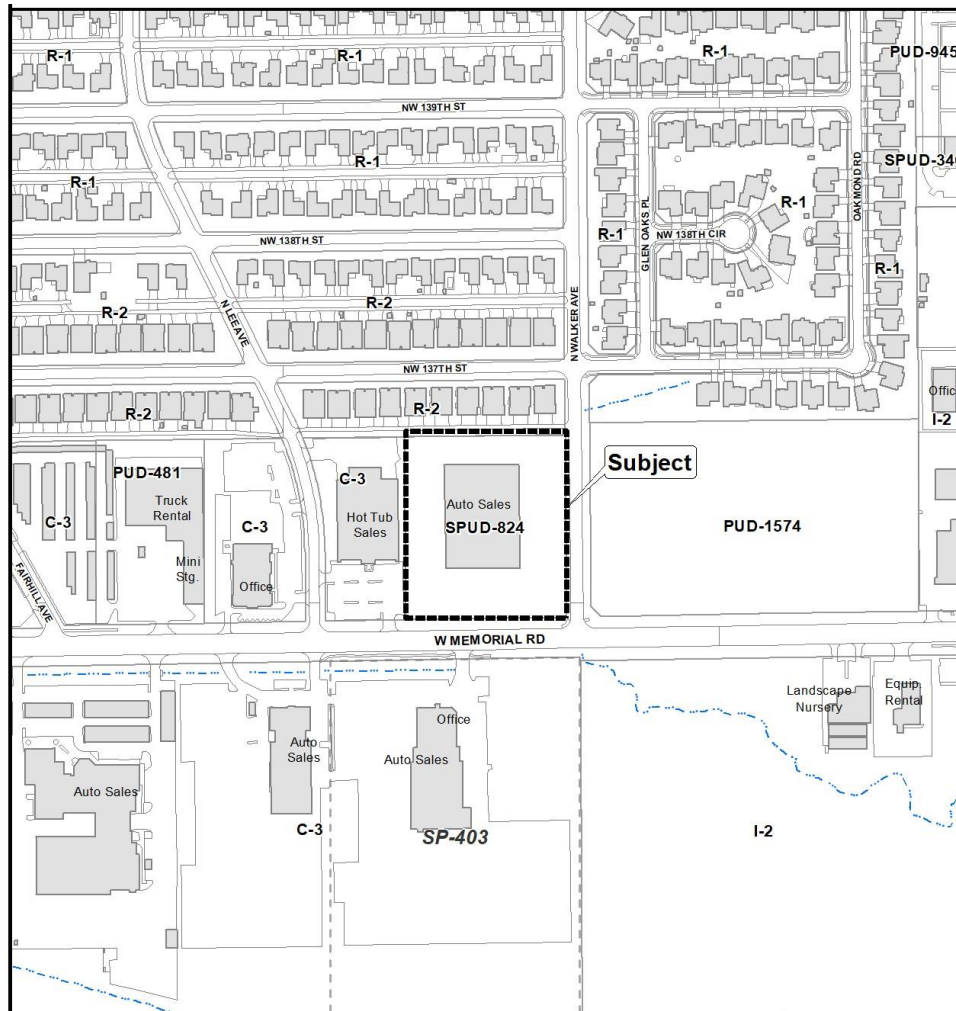 R-1
R-1
R-1
PUD-945
NW 139TH ST
R-1
R-1
SPUD-34
R-1
OAKMOND RD
GLEN OAKS PL
R-1
NW 138TH CIR
NW 138TH ST
R-1
R-2
R-2
N LEE AVE
N WALKER AVE
NW 137TH ST
R-2
R-2
Offic
I-2
Subject
PUD-481
C-3
Truck
Rental
C-3
C-3
Hot Tub
Sales
Auto Sales
SPUD-824
PUD-1574
Mini
Stg.
Office
FAIRHILL AVE
W MEMORIAL RD
Landscape
Nursery
Equip
Rental
Office
Auto
Sales
Auto Sales
Auto Sales
C-3
SP-403
I-2